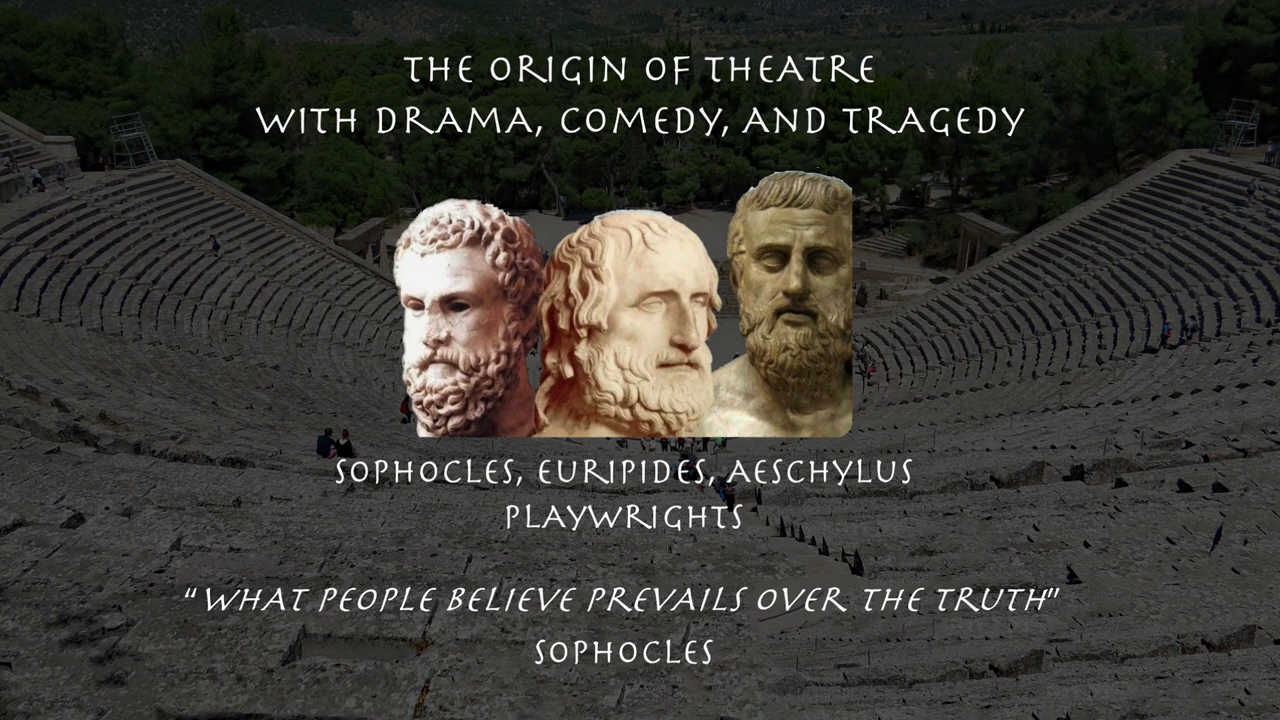 THE ORIGIN OF THEATRE
WITH DRAMA, COMEDY, AND TRAGEDY
SOPHOCLES, EURIPIDES, AESCHYLUS
PLAYWRIGHTS
“WHAT PEOPLE BELIEVE PREVAILS OVER THE TRUTH”
SOPHOCLES